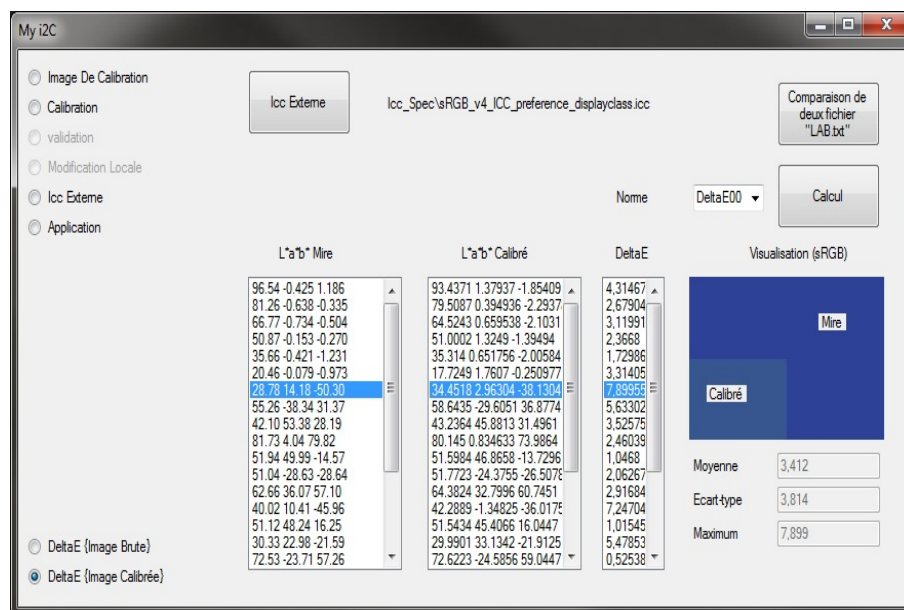 My i2C
Image De Calibration
Calibration
validation
Modification Locale
Icc Externe
Application
Icc Externe
Icc_Spec\sRGB_v4_ICC_preference_displayclass.icc
Comparaison de
deux fichier
"LAB.txt"
Norme
DeltaE00
Calcul
L*a*b* Mire
L*a*b* Calibré
DeltaE
Visualisation (sRGB)
96.54 -0.425 1.186 93.4371 1.37937 -1.85409 4,31467
81.26 -0.638 -0.335 79.5087 0.394936 -2.2937 2,67904
66.77 -0.734 -0.504 64.5243 0.659538 -2.1031 3,11991
50.87 -0.153 -0.270 51.0002 1.3249 -1.39494 2,3668
35.66 -0.421 -1.231 35.314 0.651756 -2.00584 1,72986
20.46 -0.079 -0.973 17.7249 1.7607 -0.250977 3,31405
28.78 14.18 -50.30 34.4518 2.96304 -38.1304 7,89955
55.26 -38.34 31.37 58.6435 -29.6051 36.8774 5,63302
42.10 53.38 28.19 43.2364 45.8813 31.4961 3,52575
81.73 4.04 79.82 80.145 0.834633 73.9864 2,46039
51.94 49.99 -14.57 51.5984 46.8658 -13.7296 1,0468
51.04 -28.63 -28.64 51.7723 -24.3755 -26.5078 2,06267
62.66 36.07 57.10 64.3824 32.7996 60.7451 2,91684
40.02 10.41 -45.96 42.2889 -1.34825 -36.0175 7,24704
51.12 48.24 16.25 51.5434 45.4066 16.0447 1,01545
30.33 22.98 -21.59 29.9901 33.1342 -21.9125 5,47853
72.53 -23.71 57.26 72.6223 -24.5856 59.0447 0,52538
Mire
Calibré
Moyenne 3,412
Ecart-type 3,814
Maximum 7,899
DeltaE {Image Brute}
DeltaE {Image Calibrée}